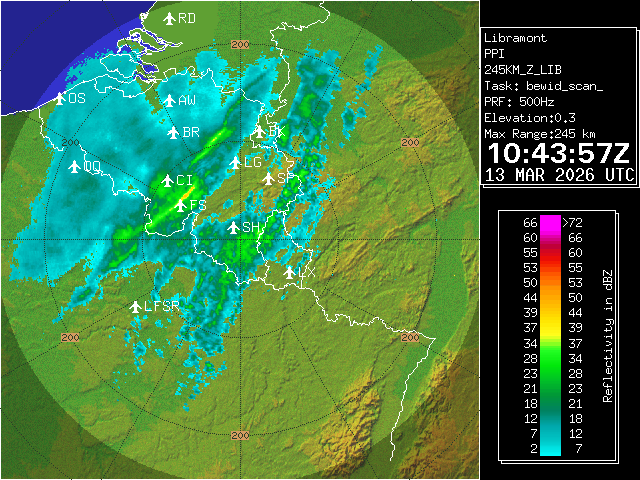 RD
200
OS
AW
BR
BK
200
200
QQ
LG
CI
SP
FS
SH
LX
LFSR
200
200
200
Libramont
PPI
245KM_Z_LIB
Task: bewid_scan_
PRF: 500Hz
Elevation:0.3
Max Range:245 km
10:43:57Z
13 MAR 2026 UTC
66 >72
60 66
55 60
53 55
50 53
44 50
39 44
37 39
34 37
28 34
23 28
21 23
18 21
12 18
7 12
2 7
Reflectivity in dBZ